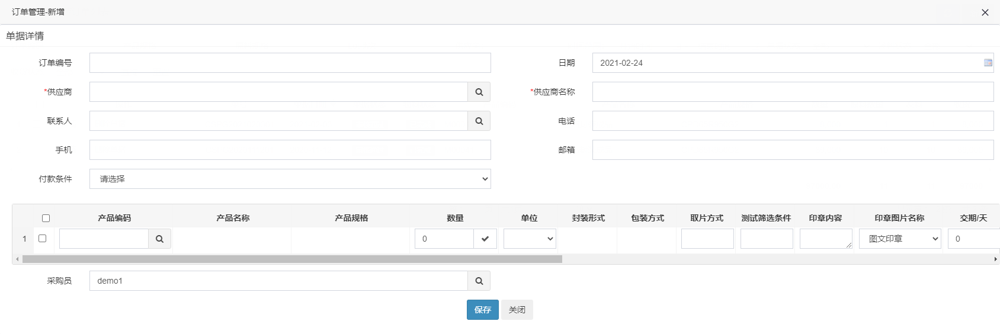 订单管理-新增
单据详情
订单编号
日期 2021-02-24
*供应商
*供应商名称
联系人
电话
手机
邮箱
付款条件 请选择
产品编码 产品名称 产品规格 数量 单位 封装形式 包装方式 取片方式 测试筛选条件 印章内容 印章图片名称 交期/天
1 0 图文印章 0
采购员 demo1
保存 关闭